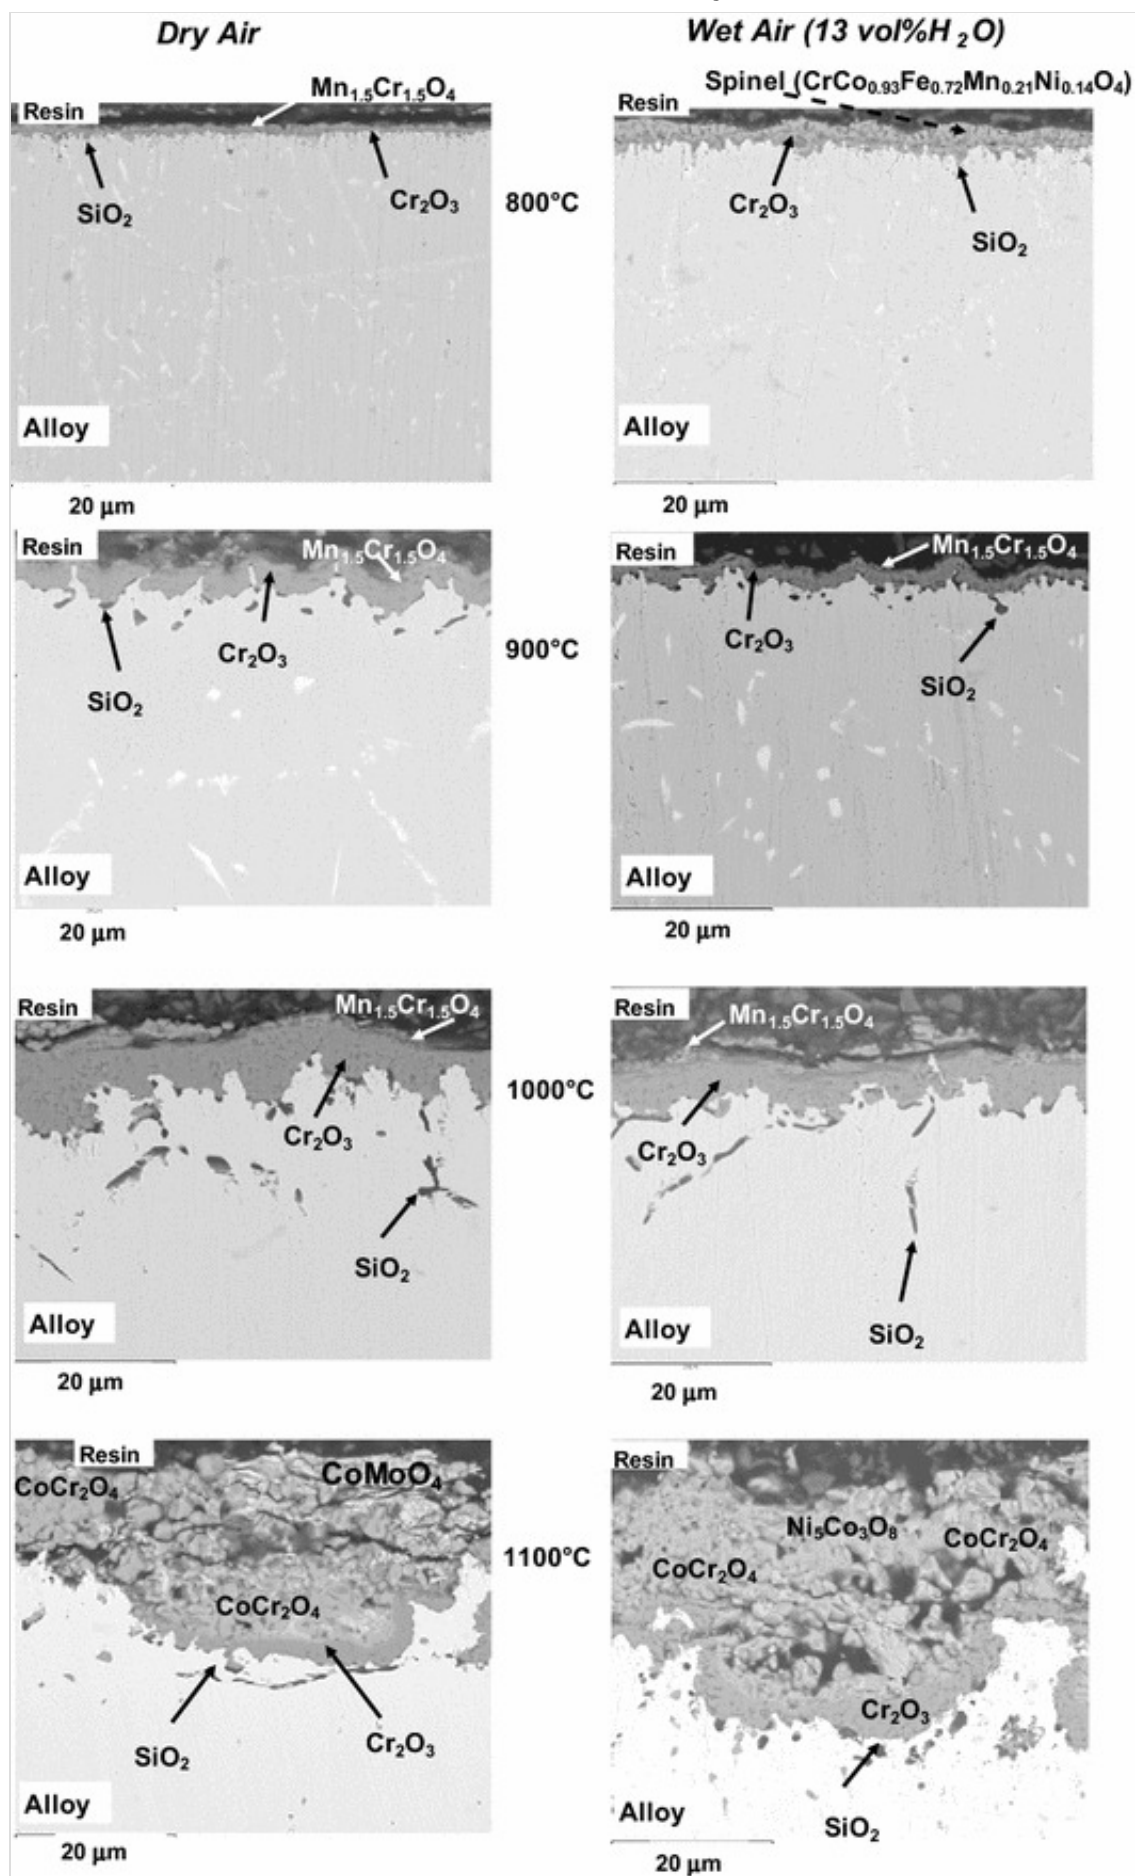 Dry Air
Wet Air (13 vol%H₂O)
Mn₁.₅Cr₁.₅O₄
Spinel (CrCo₀.₉₃Fe₀.₇₂Mn₀.₂₁Ni₀.₁₄O₄)
Resin
Resin
SiO₂
Cr₂O₃
800°C
Cr₂O₃
SiO₂
Alloy
Alloy
20 µm
20 µm
Resin
Mn₁.₅Cr₁.₅O₄
Resin
Mn₁.₅Cr₁.₅O₄
Cr₂O₃
SiO₂
900°C
Cr₂O₃
SiO₂
Alloy
Alloy
20 µm
20 µm
Resin
Mn₁.₅Cr₁.₅O₄
Resin
Mn₁.₅Cr₁.₅O₄
Cr₂O₃
SiO₂
1000°C
Cr₂O₃
SiO₂
Alloy
Alloy
20 µm
20 µm
Resin
CoCr₂O₄
CoMoO₄
Resin
Ni₅Co₃O₈
CoCr₂O₄
CoCr₂O₄
1100°C
CoCr₂O₄
SiO₂
Cr₂O₃
Cr₂O₃
SiO₂
Alloy
Alloy
20 µm
20 µm